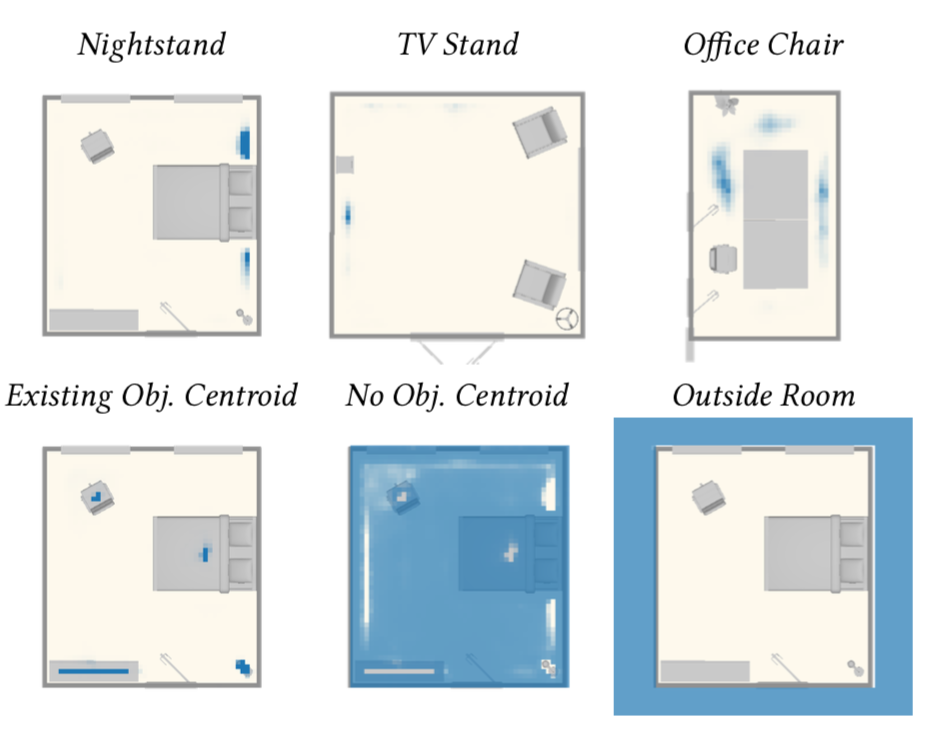 Nightstand
TV Stand
Office Chair
Existing Obj. Centroid
No Obj. Centroid
Outside Room